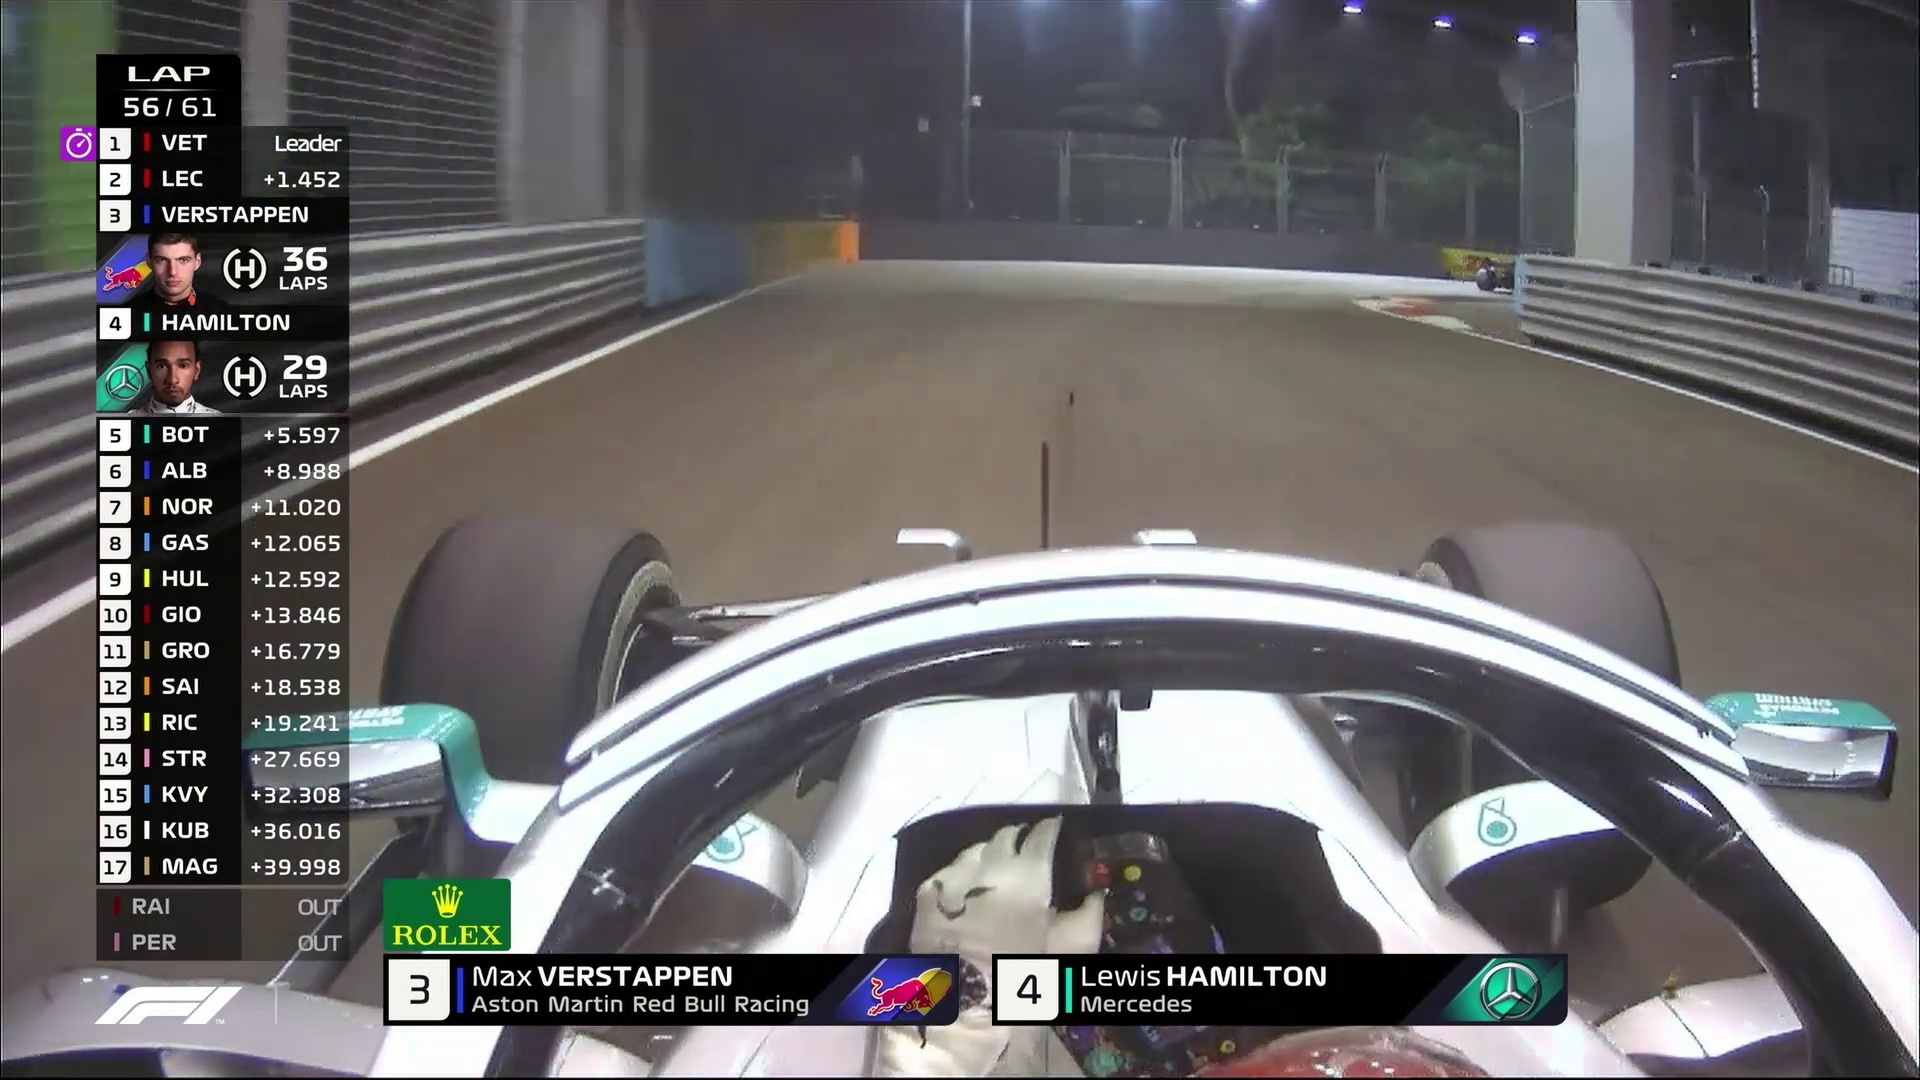 LAP
56/61
1 VET Leader
2 LEC +1.452
3 VERSTAPPEN
H 36 LAPS
4 HAMILTON
H 29 LAPS
5 BOT +5.597
6 ALB +8.988
7 NOR +11.020
8 GAS +12.065
9 HUL +12.592
10 GIO +13.846
11 GRO +16.779
12 SAI +18.538
13 RIC +19.241
14 STR +27.669
15 KVY +32.308
16 KUB +36.016
17 MAG +39.998
RAI OUT
PER OUT
F1
ROLEX
3 Max VERSTAPPEN
Aston Martin Red Bull Racing
4 Lewis HAMILTON
Mercedes